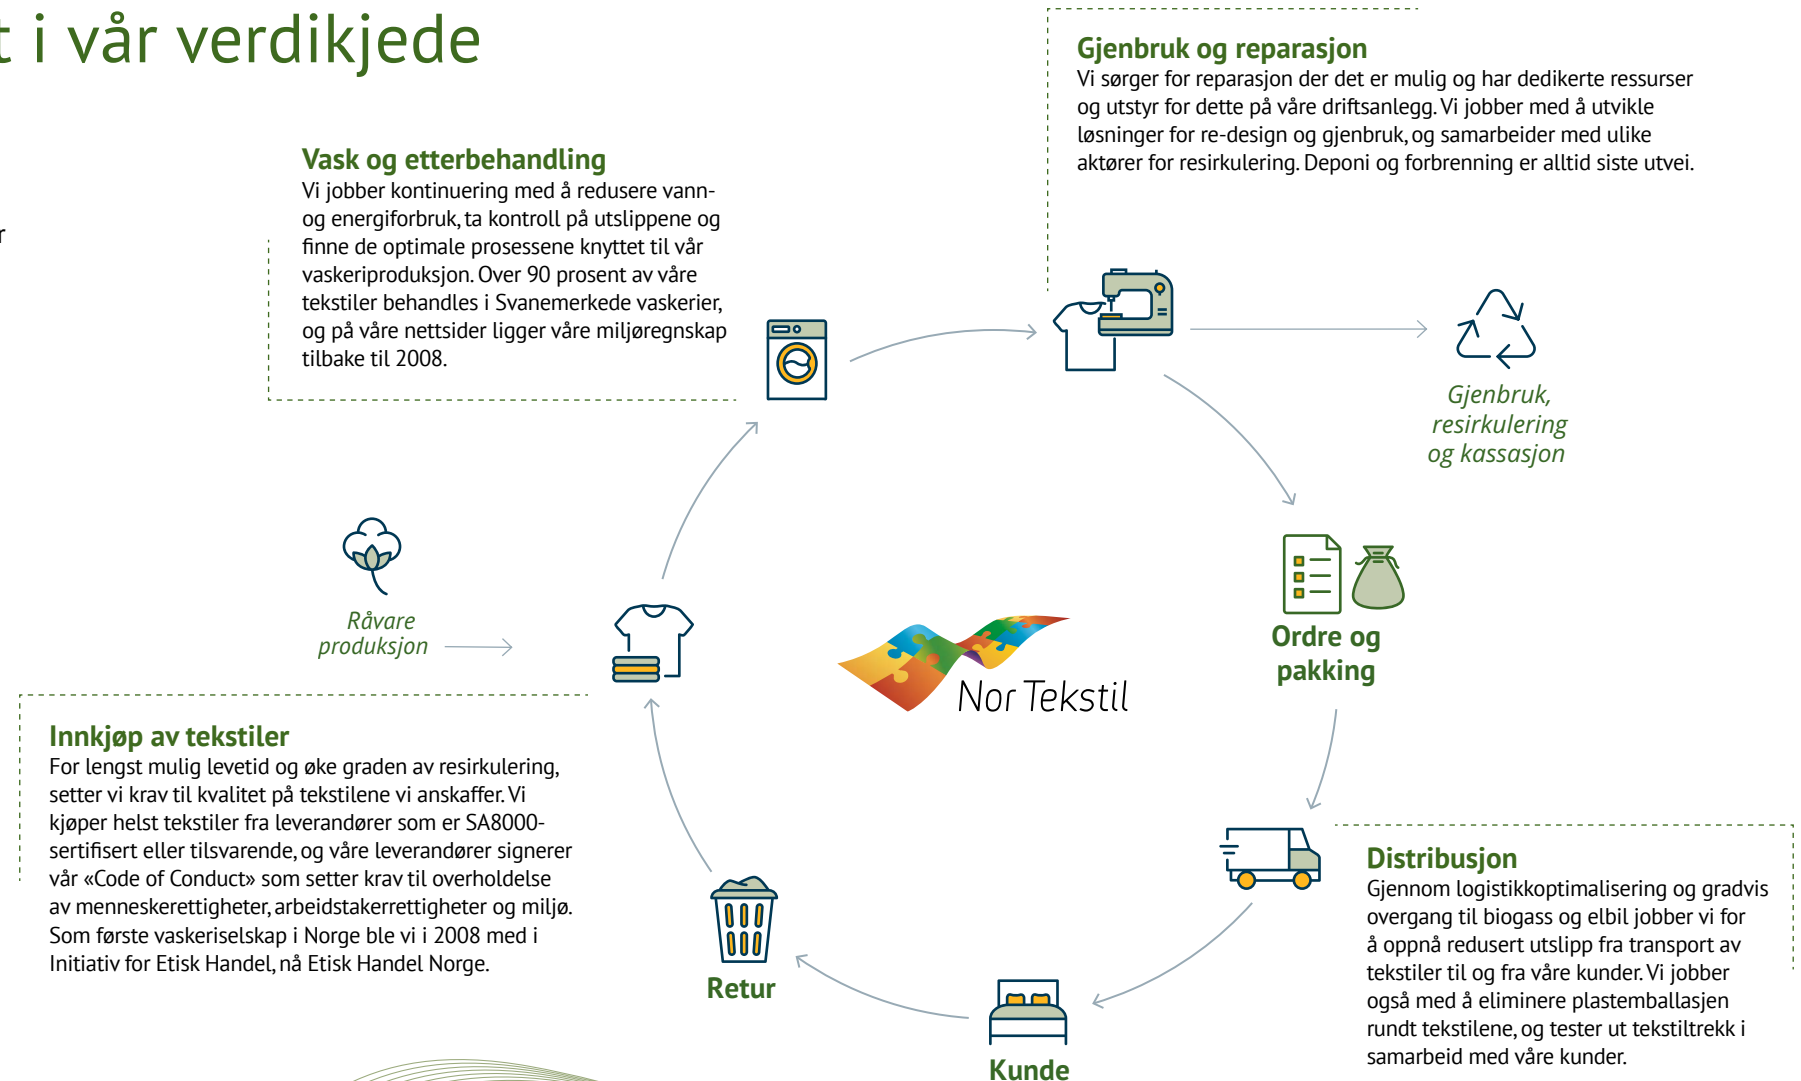 t i vår verdikjede
r
Gjenbruk og reparasjon
Vi sørger for reparasjon der det er mulig og har dedikerte ressurser
og utstyr for dette på våre driftsanlegg. Vi jobber med å utvikle
løsninger for re-design og gjenbruk, og samarbeider med ulike
aktører for resirkulering. Deponi og forbrenning er alltid siste utvei.
Vask og etterbehandling
Vi jobber kontinuering med å redusere vann-
og energiforbruk, ta kontroll på utslippene og
finne de optimale prosessene knyttet til vår
vaskeriproduksjon. Over 90 prosent av våre
tekstiler behandles i Svanemerkede vaskerier,
og på våre nettsider ligger våre miljøregnskap
tilbake til 2008.
Gjenbruk,
resirkulering
og kassasjon
Råvare
produksjon
Ordre og
pakking
Nor Tekstil
Innkjøp av tekstiler
For lengst mulig levetid og øke graden av resirkulering,
setter vi krav til kvalitet på tekstilene vi anskaffer. Vi
kjøper helst tekstiler fra leverandører som er SA8000-
sertifisert eller tilsvarende, og våre leverandører signerer
vår «Code of Conduct» som setter krav til overholdelse
av menneskerettigheter, arbeidstakerrettigheter og miljø.
Som første vaskeriselskap i Norge ble vi i 2008 med i
Initiativ for Etisk Handel, nå Etisk Handel Norge.
Distribusjon
Gjennom logistikkoptimalisering og gradvis
overgang til biogass og elbil jobber vi for
å oppnå redusert utslipp fra transport av
tekstiler til og fra våre kunder. Vi jobber
også med å eliminere plastemballasjen
rundt tekstilene, og tester ut tekstiltrekk i
samarbeid med våre kunder.
Retur
Kunde